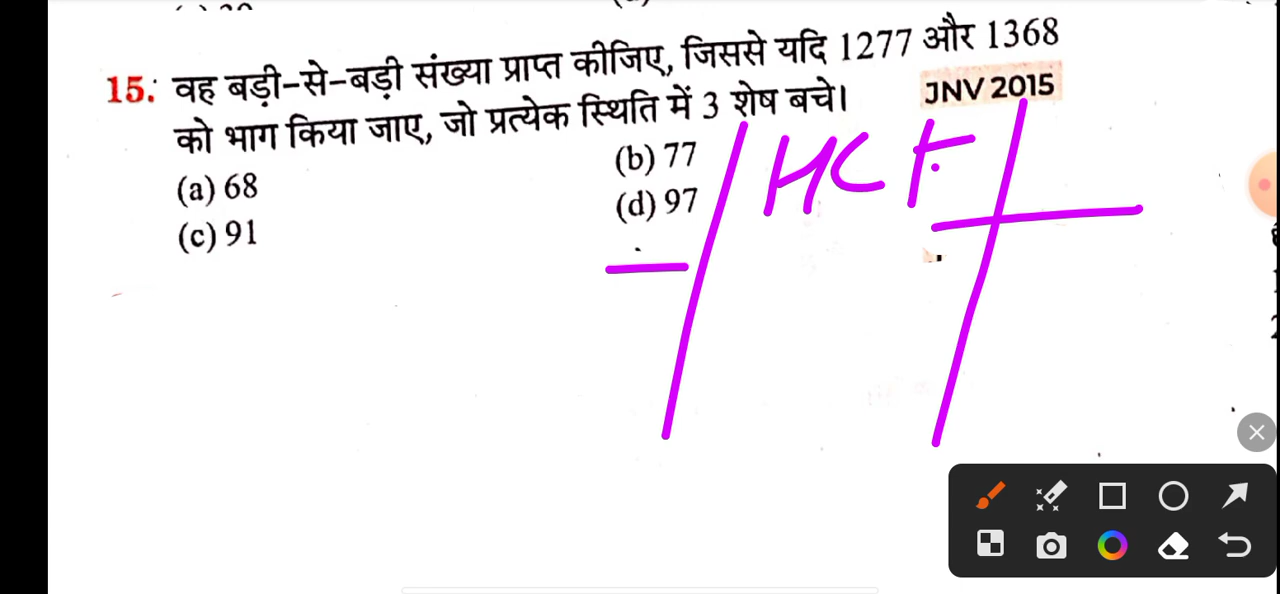 15. वह बड़ी-से-बड़ी संख्या प्राप्त कीजिए, जिससे यदि 1277 और 1368
को भाग किया जाए, जो प्रत्येक स्थिति में 3 शेष बचे। JNV 2015
(a) 68 (b) 77
(c) 91 (d) 97
HCF